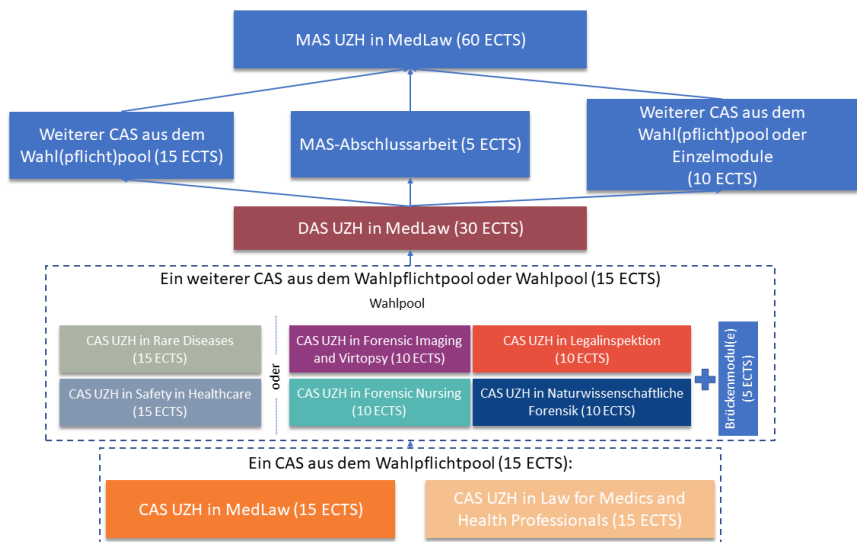 MAS UZH in MedLaw (60 ECTS)
Weiterer CAS aus dem
Wahl(pflicht)pool (15 ECTS)
MAS-Abschlussarbeit (5 ECTS)
Weiterer CAS aus dem
Wahl(pflicht)pool oder
Einzelmodule
(10 ECTS)
DAS UZH in MedLaw (30 ECTS)
Ein weiterer CAS aus dem Wahlpflichtpool oder Wahlpool (15 ECTS)
Wahlpool
CAS UZH in Rare Diseases
(15 ECTS)
CAS UZH in Safety in Healthcare
(15 ECTS)
oder
CAS UZH in Forensic Imaging
and Virtopsy (10 ECTS)
CAS UZH in Legalinspektion
(10 ECTS)
CAS UZH in Forensic Nursing
(10 ECTS)
CAS UZH in Naturwissenschaftliche
Forensik (10 ECTS)
Brückenmodul(e)
(5 ECTS)
Ein CAS aus dem Wahlpflichtpool (15 ECTS):
CAS UZH in MedLaw (15 ECTS)
CAS UZH in Law for Medics and
Health Professionals (15 ECTS)